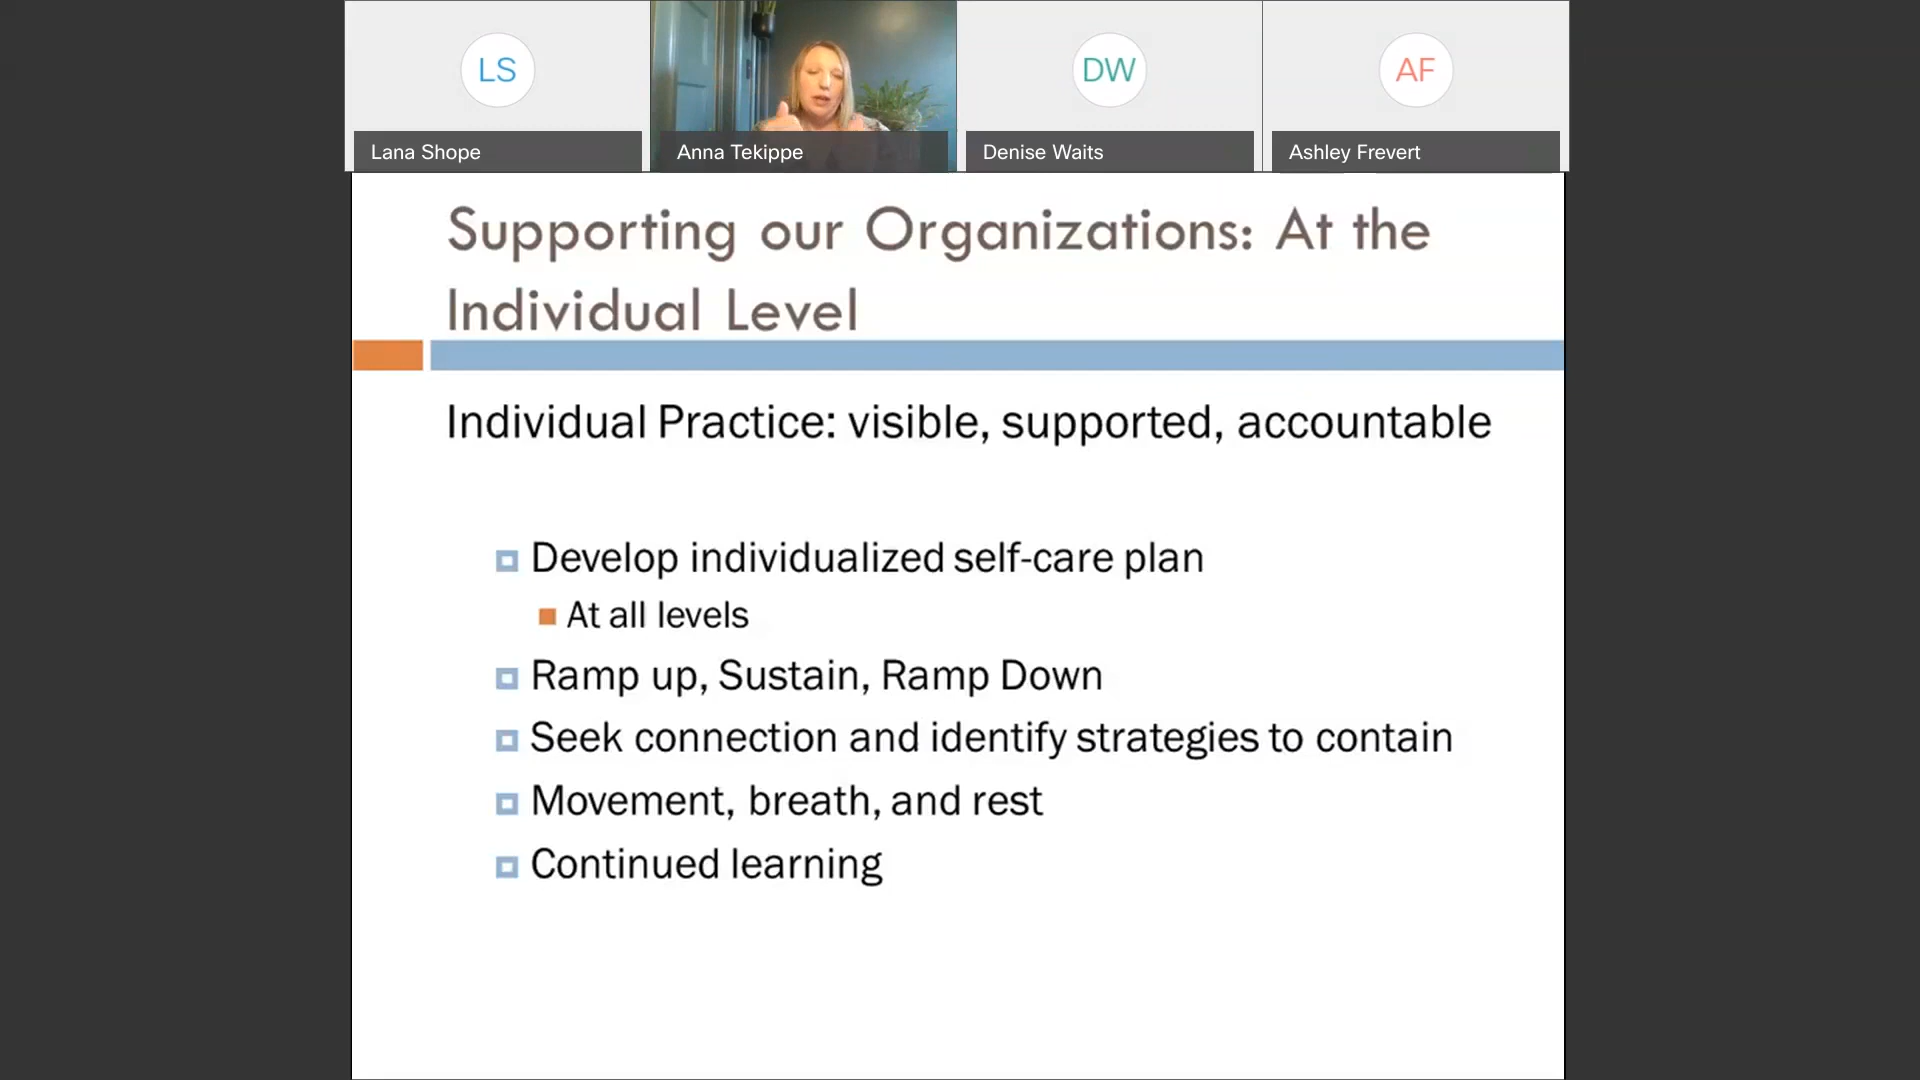 LS
DW
AF
Lana Shope
Anna Tekippe
Denise Waits
Ashley Frevert
Supporting our Organizations: At the
Individual Level
Individual Practice: visible, supported, accountable
Develop individualized self-care plan
At all levels
Ramp up, Sustain, Ramp Down
Seek connection and identify strategies to contain
Movement, breath, and rest
Continued learning